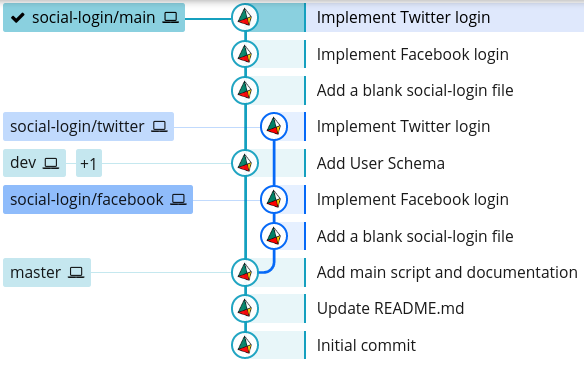 social-login/main Implement Twitter login
Implement Facebook login
Add a blank social-login file
social-login/twitter Implement Twitter login
dev +1 Add User Schema
social-login/facebook Implement Facebook login
Add a blank social-login file
master Add main script and documentation
Update README.md
Initial commit